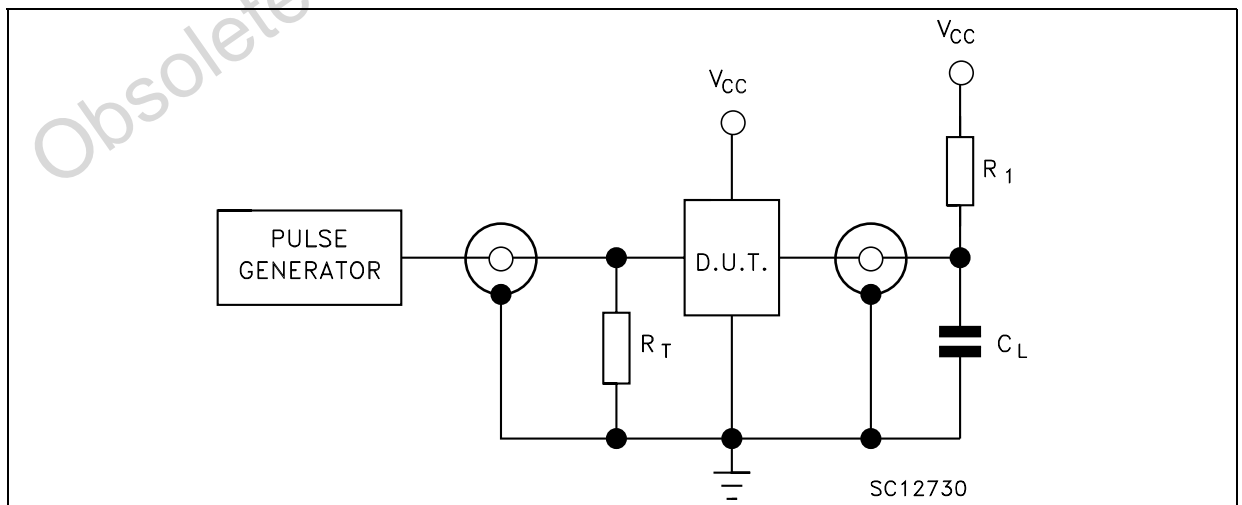 Obsolete
VCC
VCC
R1
PULSE
GENERATOR
D.U.T.
RT
CL
SC12730